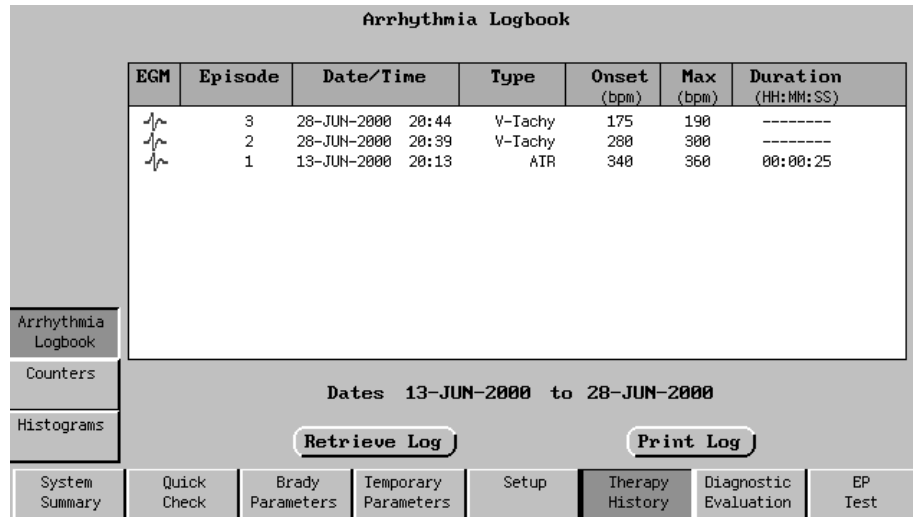 Arrhythmia Logbook
EGM Episode Date/Time Type Onset Max Duration
(bpm) (bpm) (HH:MM:SS)
3 28-JUN-2000 20:44 V-Tachy 175 190 --------
2 28-JUN-2000 20:39 V-Tachy 280 300 --------
1 13-JUN-2000 20:13 ATR 340 360 00:00:25
Arrhythmia
Logbook
Counters
Histograms
Dates 13-JUN-2000 to 28-JUN-2000
Retrieve Log Print Log
System Quick Brady Temporary Setup Therapy Diagnostic EP
Summary Check Parameters Parameters History Evaluation Test